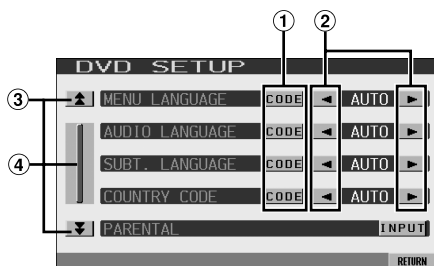 ① ②
DVD SETUP
③ MENU LANGUAGE CODE ◄ AUTO ►
AUDIO LANGUAGE CODE ◄ AUTO ►
④ SUBT. LANGUAGE CODE ◄ AUTO ►
COUNTRY CODE CODE ◄ AUTO ►
PARENTAL INPUT
RETURN